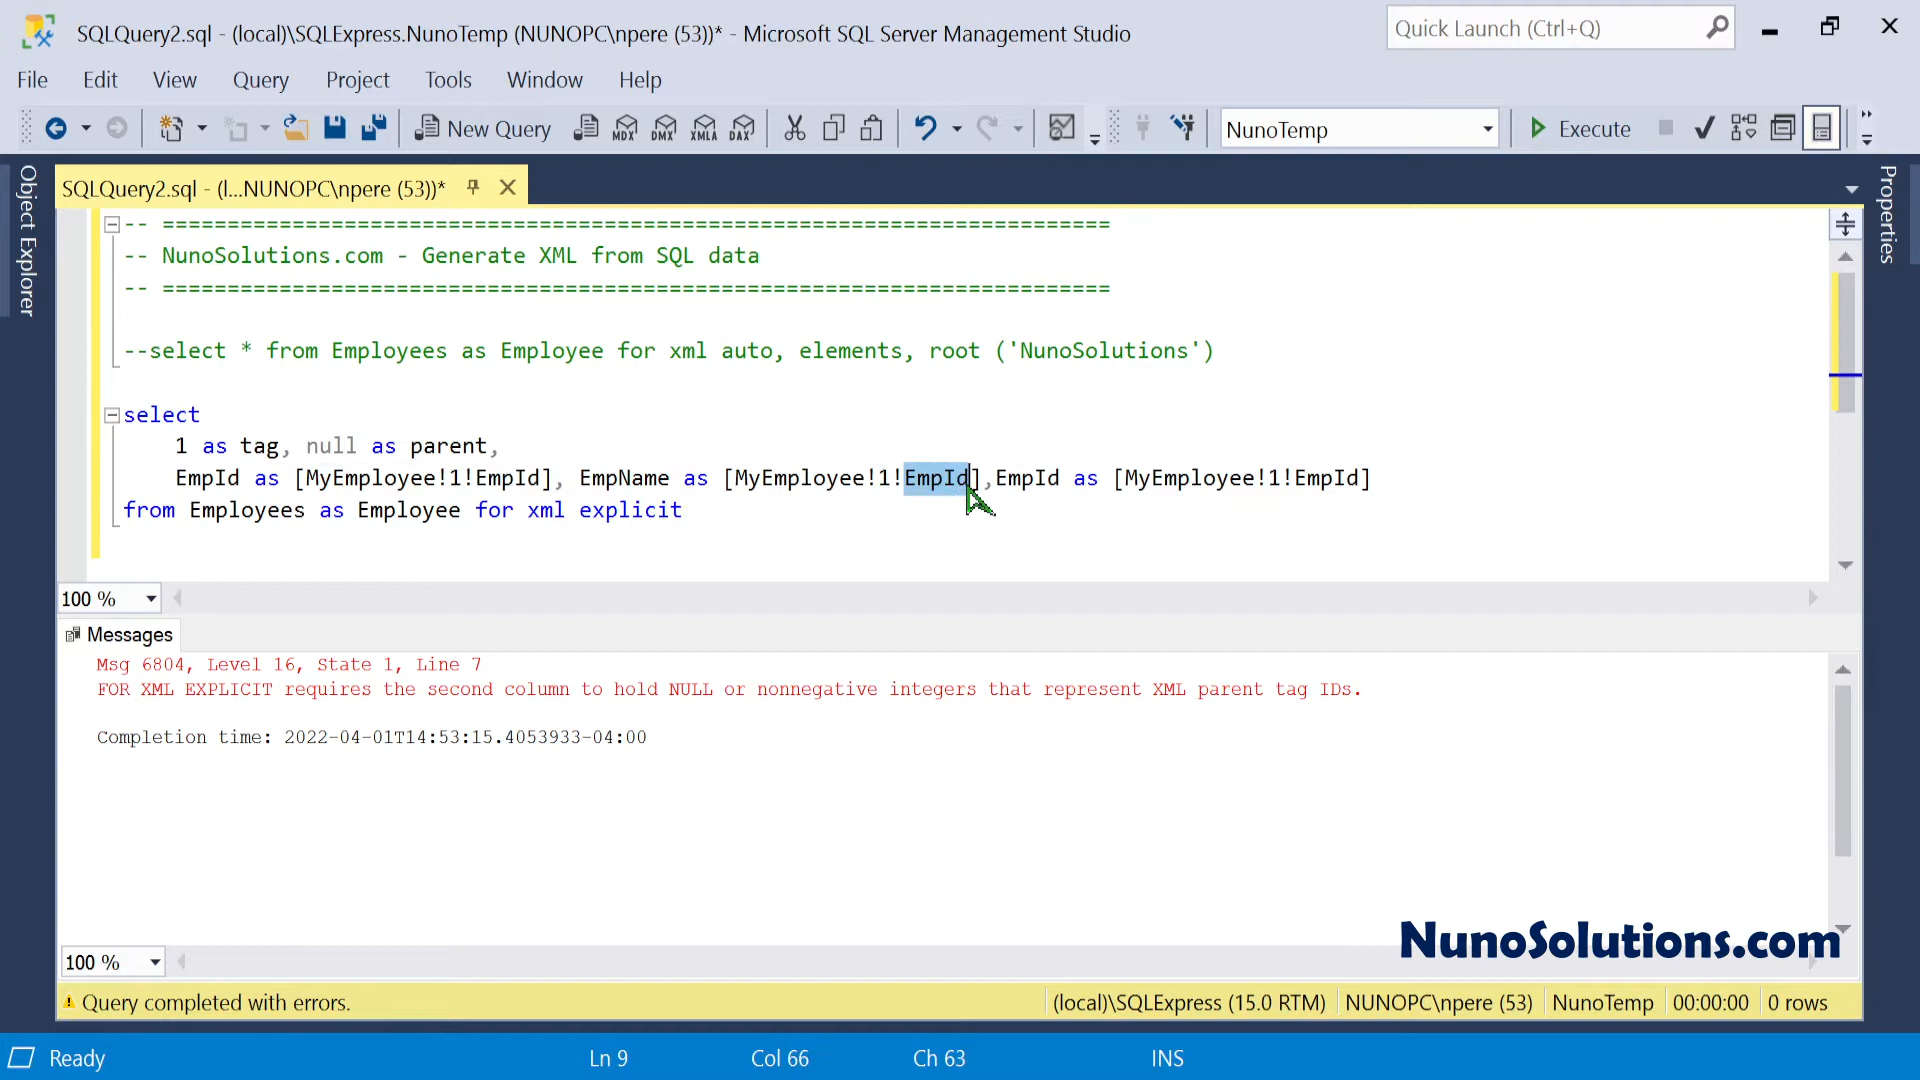 SQLQuery2.sql - (local)\SQLExpress.NunoTemp (NUNOPC\npere (53))* - Microsoft SQL Server Management Studio
Quick Launch (Ctrl+Q)
File Edit View Query Project Tools Window Help
New Query MDX DMX XMLA DAX NunoTemp Execute
Object Explorer
SQLQuery2.sql - (l...NUNOPC\npere (53))*
Properties
-- =========================================================================
-- NunoSolutions.com - Generate XML from SQL data
-- =========================================================================
--select * from Employees as Employee for xml auto, elements, root ('NunoSolutions')
select
1 as tag, null as parent,
EmpId as [MyEmployee!1!EmpId], EmpName as [MyEmployee!1!EmpId],EmpId as [MyEmployee!1!EmpId]
from Employees as Employee for xml explicit
100 %
Messages
Msg 6804, Level 16, State 1, Line 7
FOR XML EXPLICIT requires the second column to hold NULL or nonnegative integers that represent XML parent tag IDs.
Completion time: 2022-04-01T14:53:15.4053933-04:00
NunoSolutions.com
100 %
Query completed with errors. (local)\SQLExpress (15.0 RTM) NUNOPC\npere (53) NunoTemp 00:00:00 0 rows
Ready Ln 9 Col 66 Ch 63 INS